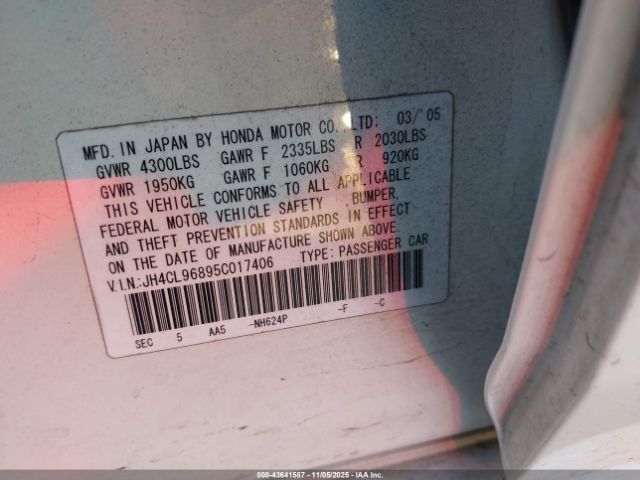 MFD. IN JAPAN BY HONDA MOTOR CO., LTD: 03/'05
GVWR 4300LBS GAWR F 2335LBS R 2030LBS
GVWR 1950KG GAWR F 1060KG R 920KG
THIS VEHICLE CONFORMS TO ALL APPLICABLE
FEDERAL MOTOR VEHICLE SAFETY BUMPER,
AND THEFT PREVENTION STANDARDS IN EFFECT
ON THE DATE OF MANUFACTURE SHOWN ABOVE.
V.I.N.:JH4CL96895C017406 TYPE: PASSENGER CAR
SEC 5 AA5 -NH624P -F -C
000-43641587 - 11/05/2025 - IAA Inc.